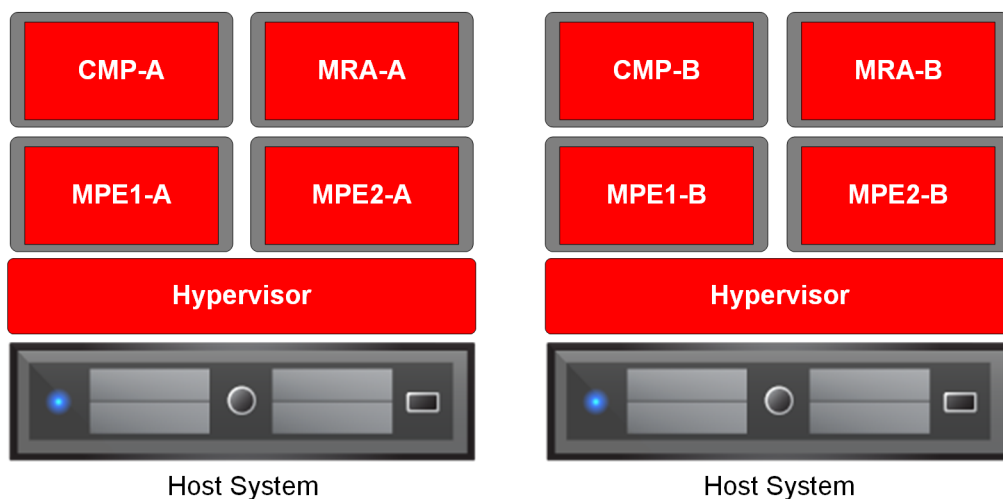 CMP-A
MRA-A
MPE1-A
MPE2-A
Hypervisor
Host System
CMP-B
MRA-B
MPE1-B
MPE2-B
Hypervisor
Host System